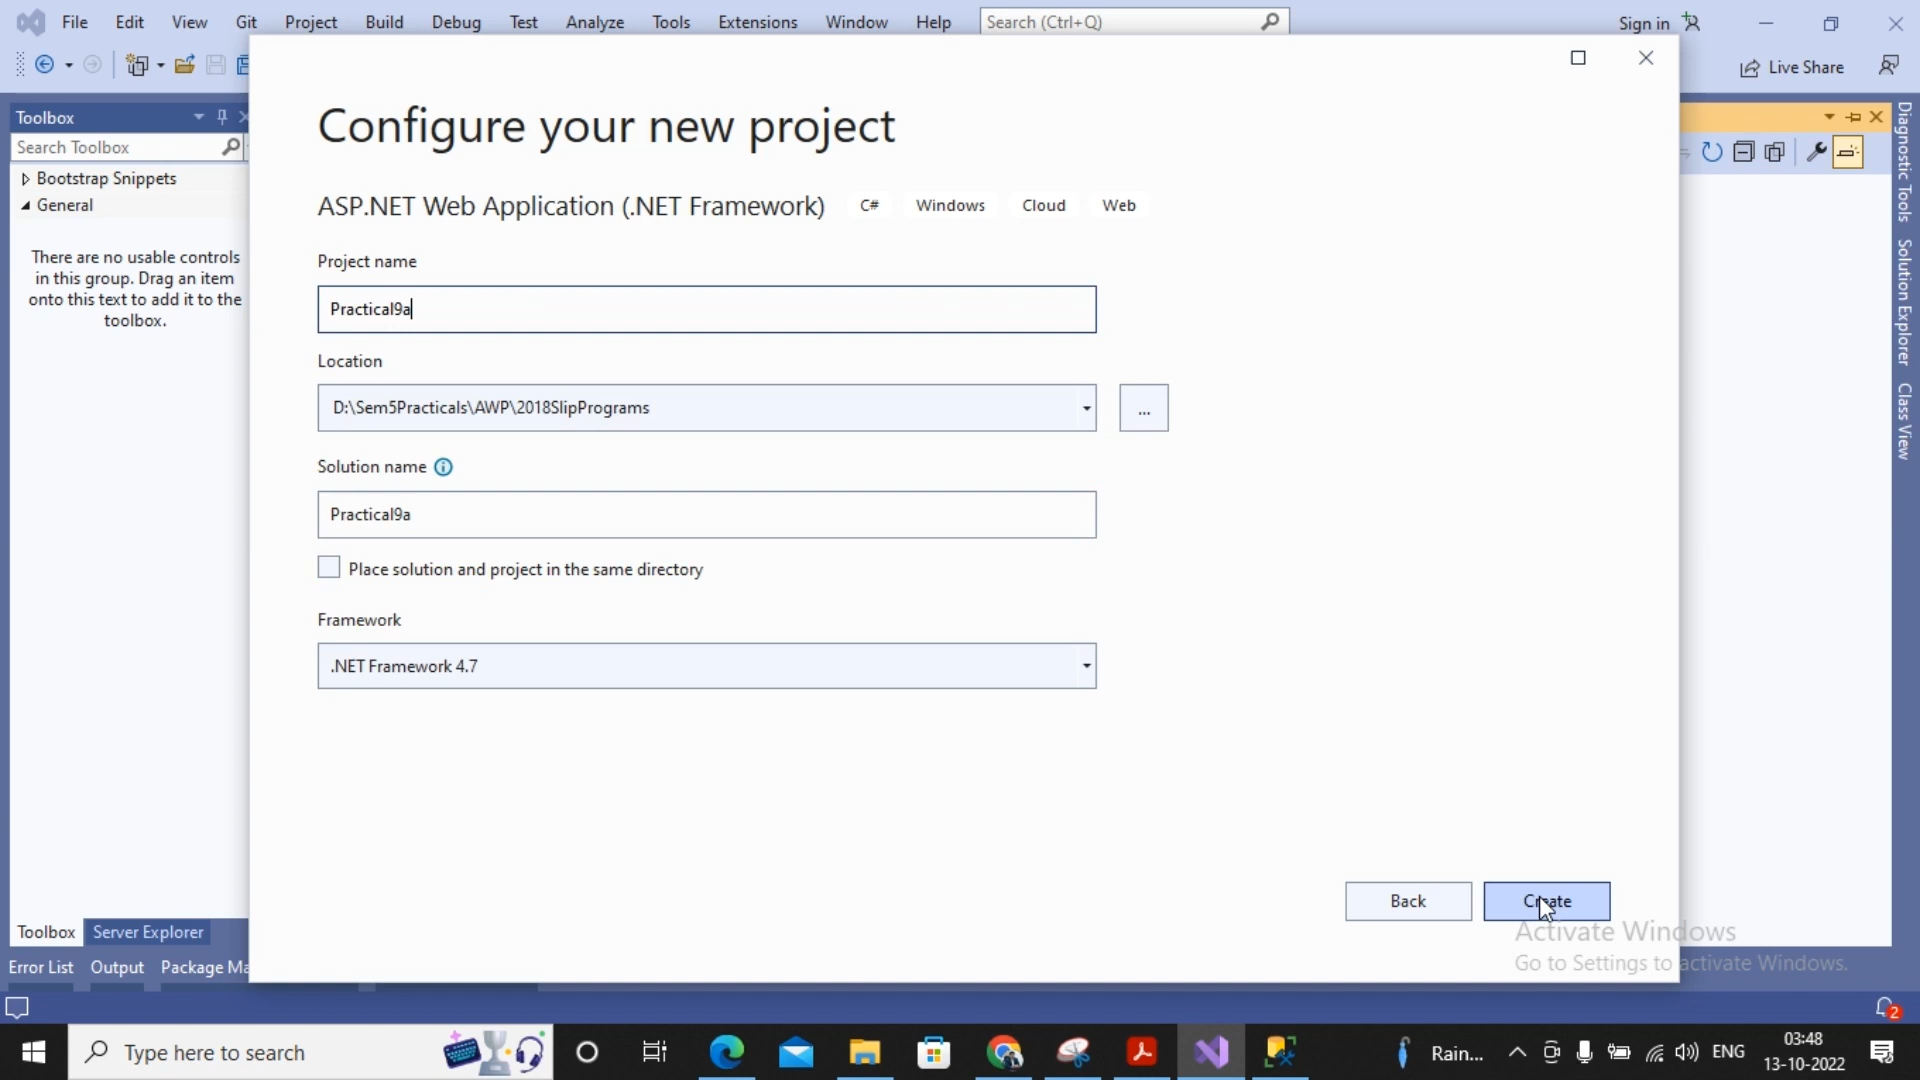 File Edit View Git Project Build Debug Test Analyze Tools Extensions Window Help Search (Ctrl+Q) Sign in
Live Share
Toolbox
Search Toolbox
Bootstrap Snippets
General
There are no usable controls
in this group. Drag an item
onto this text to add it to the
toolbox.
Configure your new project
ASP.NET Web Application (.NET Framework) C# Windows Cloud Web
Project name
Practical9a
Location
D:\Sem5Practicals\AWP\2018SlipPrograms
...
Solution name
Practical9a
Place solution and project in the same directory
Framework
.NET Framework 4.7
Back Create
Diagnostic Tools
Solution Explorer
Class View
Activate Windows
Go to Settings to activate Windows.
Toolbox Server Explorer
Error List Output Package Ma
2
Type here to search
Rain... ENG
03:48
13-10-2022